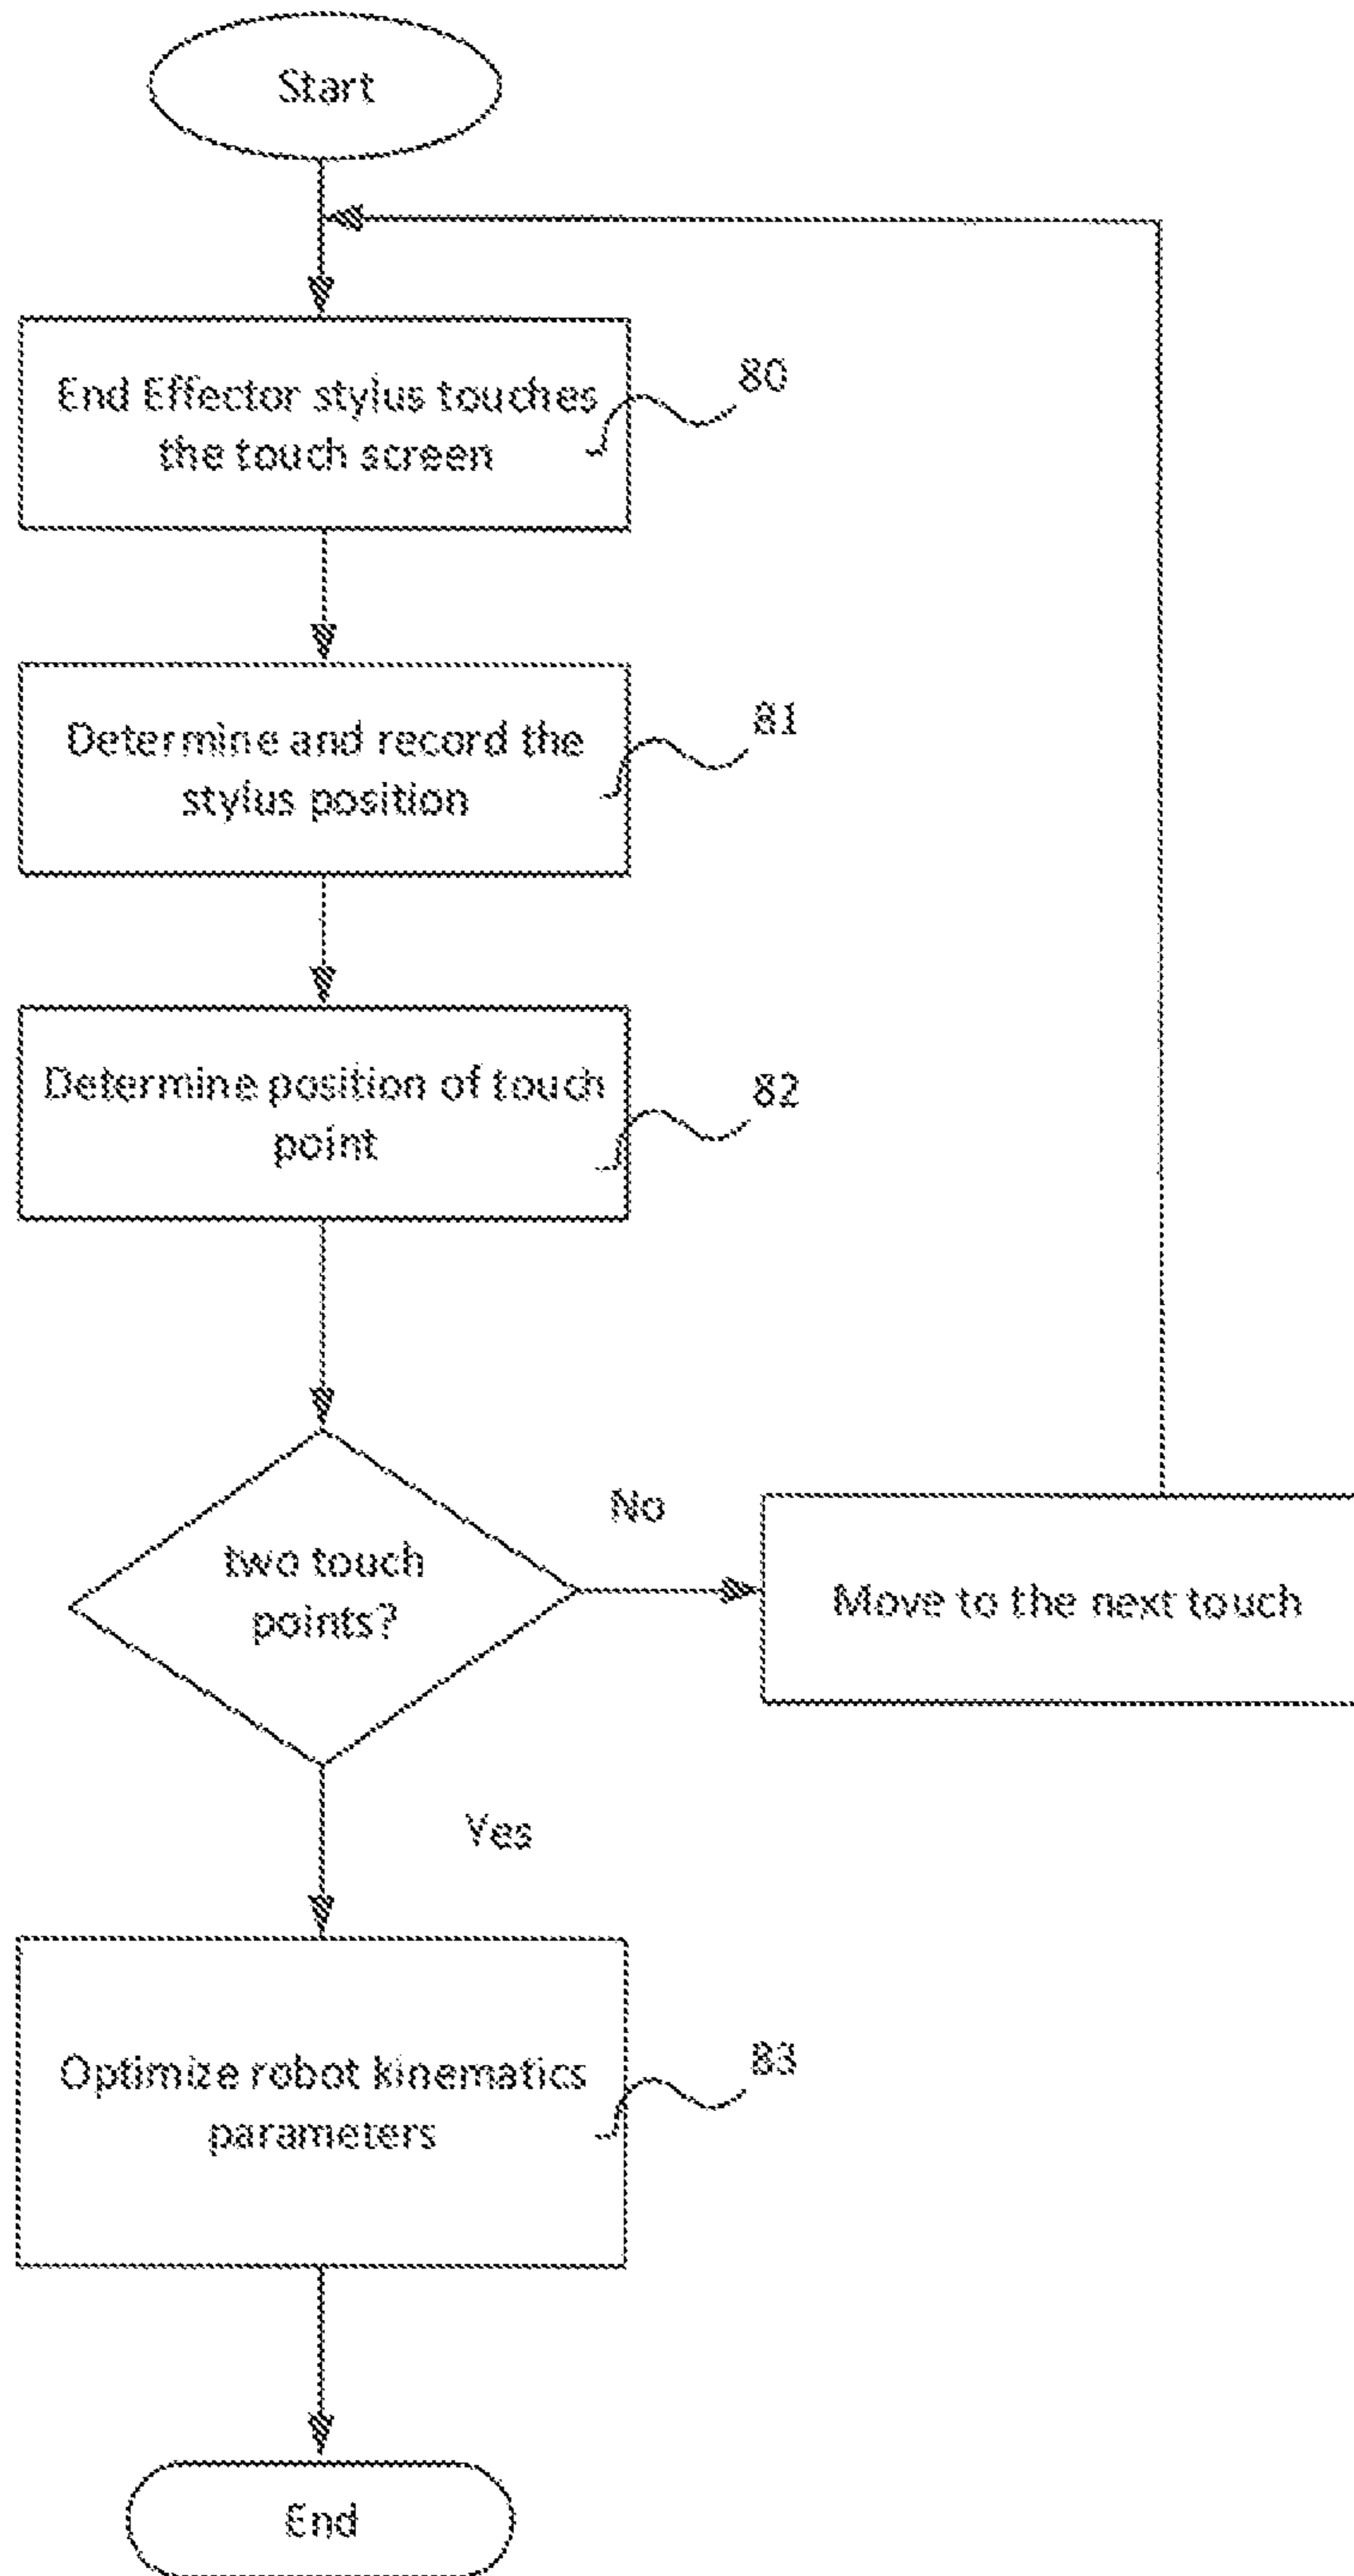 Start
End Effector stylus touches
the touch screen
80
Determine and record the
stylus position
81
Determine position of touch
point
82
two touch
points?
No
Move to the next touch
Yes
Optimize robot kinematics
parameters
83
End